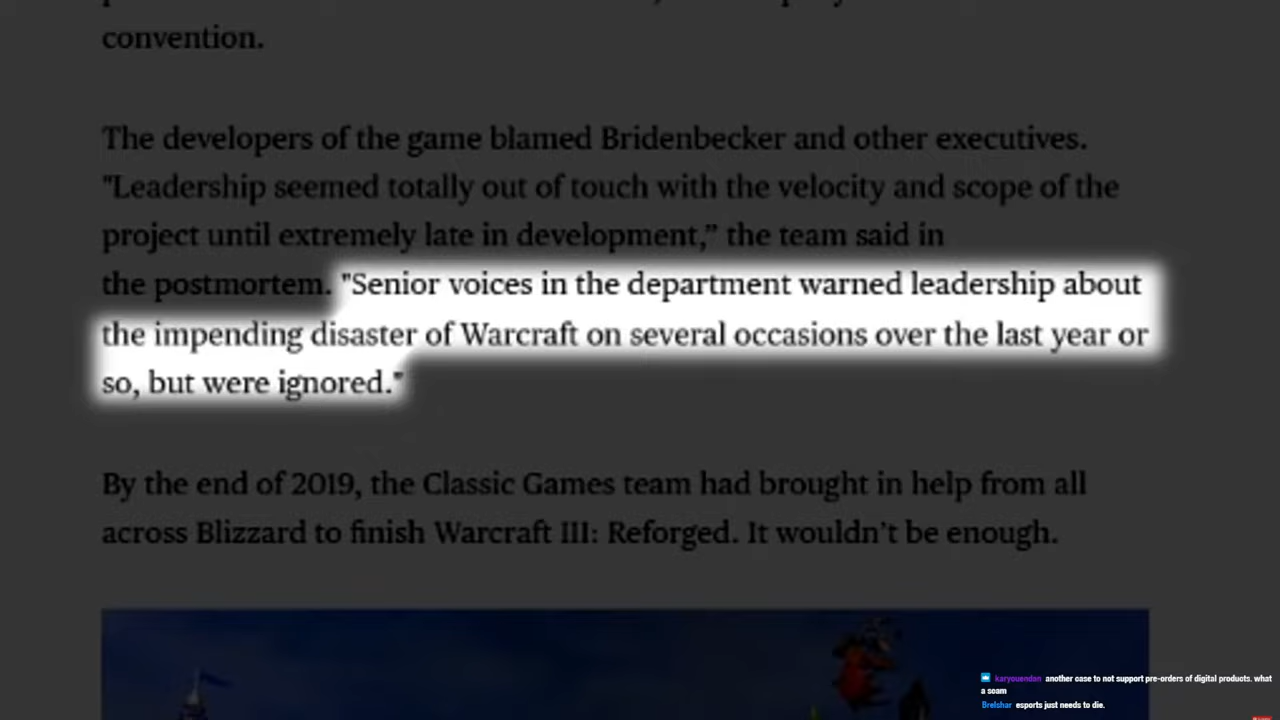 convention.
The developers of the game blamed Bridenbecker and other executives.
"Leadership seemed totally out of touch with the velocity and scope of the
project until extremely late in development,” the team said in
the postmortem. "Senior voices in the department warned leadership about
the impending disaster of Warcraft on several occasions over the last year or
so, but were ignored."
By the end of 2019, the Classic Games team had brought in help from all
across Blizzard to finish Warcraft III: Reforged. It wouldn’t be enough.
karyouendan another case to not support pre-orders of digital products. what
a scam
Brelshar esports just needs to die.